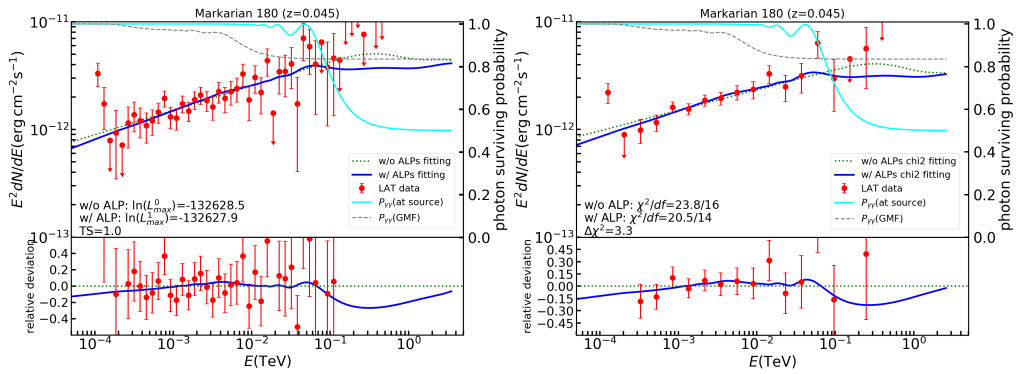 Markarian 180 (z=0.045)
10⁻¹¹
10⁻¹²
10⁻¹³
E²dN/dE(erg cm⁻²s⁻¹)
1.0
0.8
0.6
0.4
0.2
0.0
photon surviving probability
w/o ALPs fitting
w/ ALPs fitting
LAT data
Pγγ(at source)
Pγγ(GMF)
w/o ALP: ln(L⁰max)=-132628.5
w/ ALP: ln(L¹max)=-132627.9
TS=1.0
relative deviation
0.4
0.2
0.0
−0.2
−0.4
10⁻⁴
10⁻³
10⁻²
10⁻¹
10⁰
E(TeV)
Markarian 180 (z=0.045)
10⁻¹¹
10⁻¹²
10⁻¹³
E²dN/dE(erg cm⁻²s⁻¹)
1.0
0.8
0.6
0.4
0.2
0.0
photon surviving probability
w/o ALPs chi2 fitting
w/ ALPs chi2 fitting
LAT data
Pγγ(at source)
Pγγ(GMF)
w/o ALP: χ²/df=23.8/16
w/ ALP: χ²/df=20.5/14
Δχ²=3.3
relative deviation
0.45
0.30
0.15
0.00
−0.15
−0.30
−0.45
10⁻⁴
10⁻³
10⁻²
10⁻¹
10⁰
E(TeV)